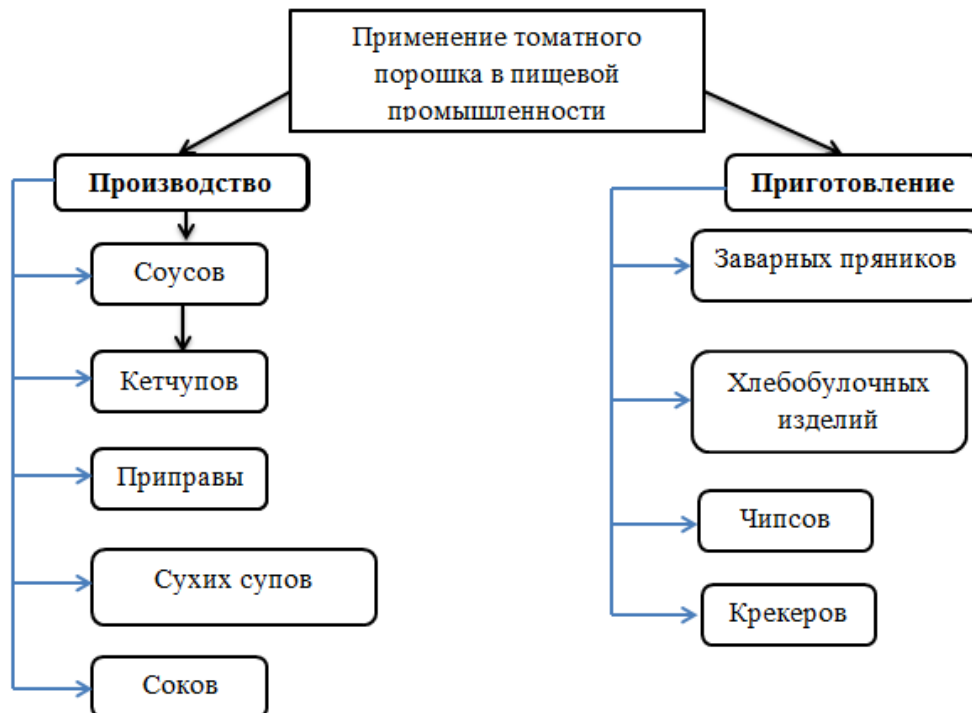 Применение томатного
порошка в пищевой
промышленности
Производство
Соусов
Кетчупов
Приправы
Сухих супов
Соков
Приготовление
Заварных пряников
Хлебобулочных
изделий
Чипсов
Крекеров